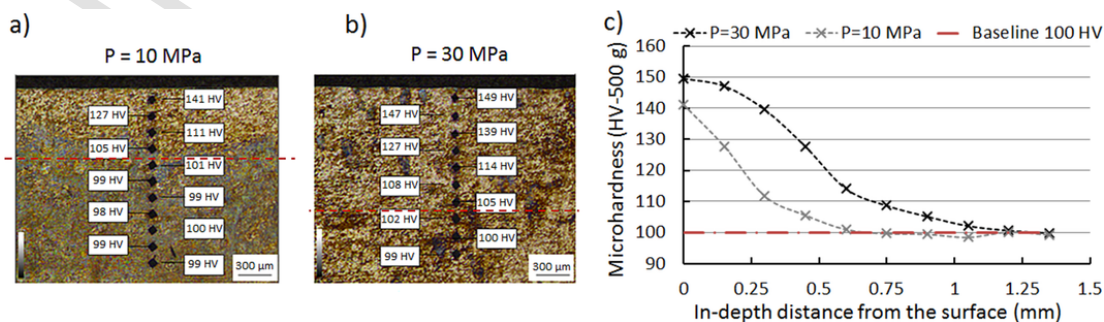 a)
P = 10 MPa
141 HV
127 HV
111 HV
105 HV
101 HV
99 HV
99 HV
98 HV
100 HV
99 HV
99 HV
300 µm
b)
P = 30 MPa
149 HV
147 HV
139 HV
127 HV
114 HV
108 HV
105 HV
102 HV
100 HV
99 HV
300 µm
c)
P=30 MPa
P=10 MPa
Baseline 100 HV
Microhardness (HV-500 g)
160
150
140
130
120
110
100
90
0
0.25
0.5
0.75
1
1.25
1.5
In-depth distance from the surface (mm)